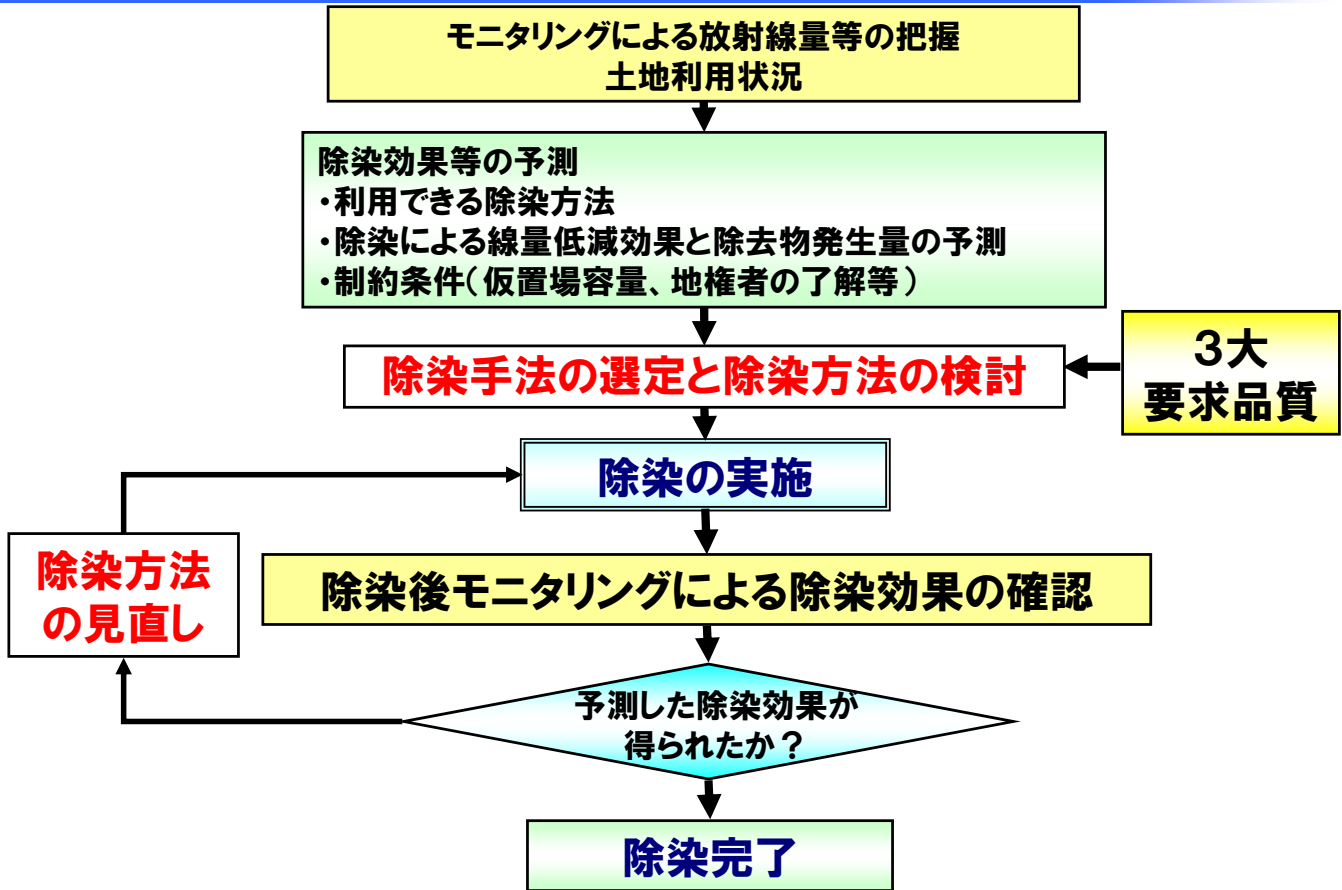 モニタリングによる放射線量等の把握
土地利用状況
除染効果等の予測
・利用できる除染方法
・除染による線量低減効果と除去物発生量の予測
・制約条件（仮置場容量、地権者の了解等）
除染手法の選定と除染方法の検討
３大
要求品質
除染の実施
除染方法
の見直し
除染後モニタリングによる除染効果の確認
予測した除染効果が
得られたか？
除染完了